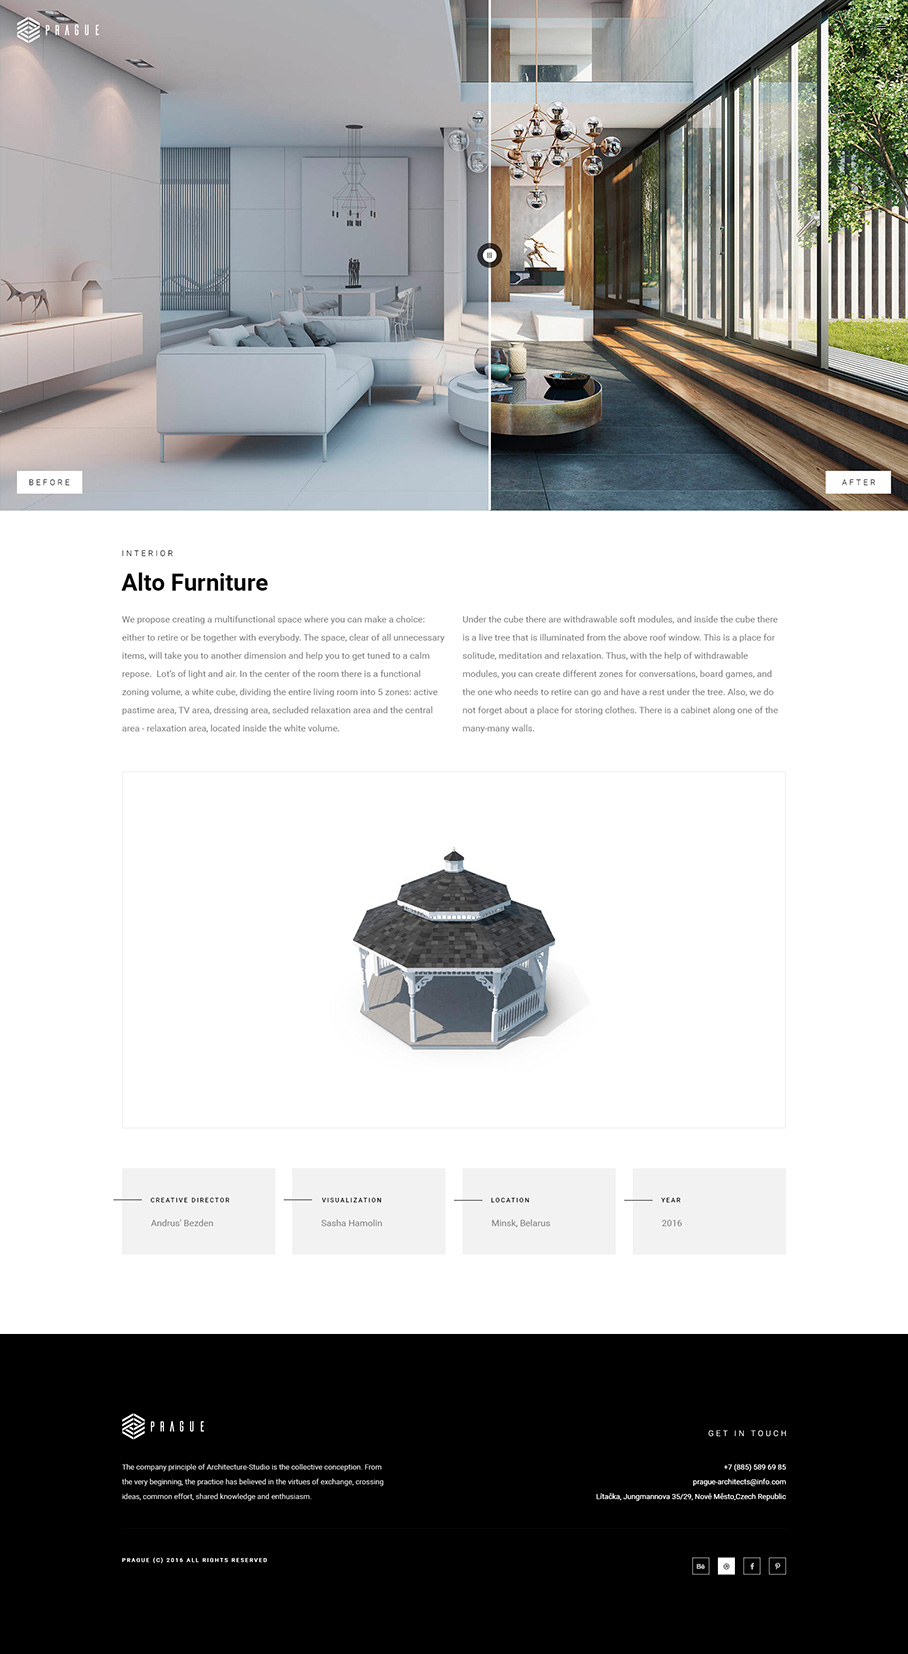 PRAGUE
BEFORE
AFTER
INTERIOR
Alto Furniture
We propose creating a multifunctional space where you can make a choice:
either to retire or be together with everybody. The space, clear of all unnecessary
items, will take you to another dimension and help you to get tuned to a calm
repose.  Lot's of light and air. In the center of the room there is a functional
zoning volume, a white cube, dividing the entire living room into 5 zones: active
pastime area, TV area, dressing area, secluded relaxation area and the central
area - relaxation area, located inside the white volume.
Under the cube there are withdrawable soft modules, and inside the cube there
is a live tree that is illuminated from the above roof window. This is a place for
solitude, meditation and relaxation. Thus, with the help of withdrawable
modules, you can create different zones for conversations, board games, and
the one who needs to retire can go and have a rest under the tree. Also, we do
not forget about a place for storing clothes. There is a cabinet along one of the
many-many walls.
CREATIVE DIRECTOR
Andrus' Bezden
VISUALIZATION
Sasha Hamolin
LOCATION
Minsk, Belarus
YEAR
2016
PRAGUE
The company principle of Architecture-Studio is the collective conception. From
the very beginning, the practice has believed in the virtues of exchange, crossing
ideas, common effort, shared knowledge and enthusiasm.
GET IN TOUCH
+7 (885) 589 69 85
prague-architects@info.com
Lítačka, Jungmannova 35/29, Nové Město,Czech Republic
PRAGUE (C) 2016 ALL RIGHTS RESERVED
Bē
f